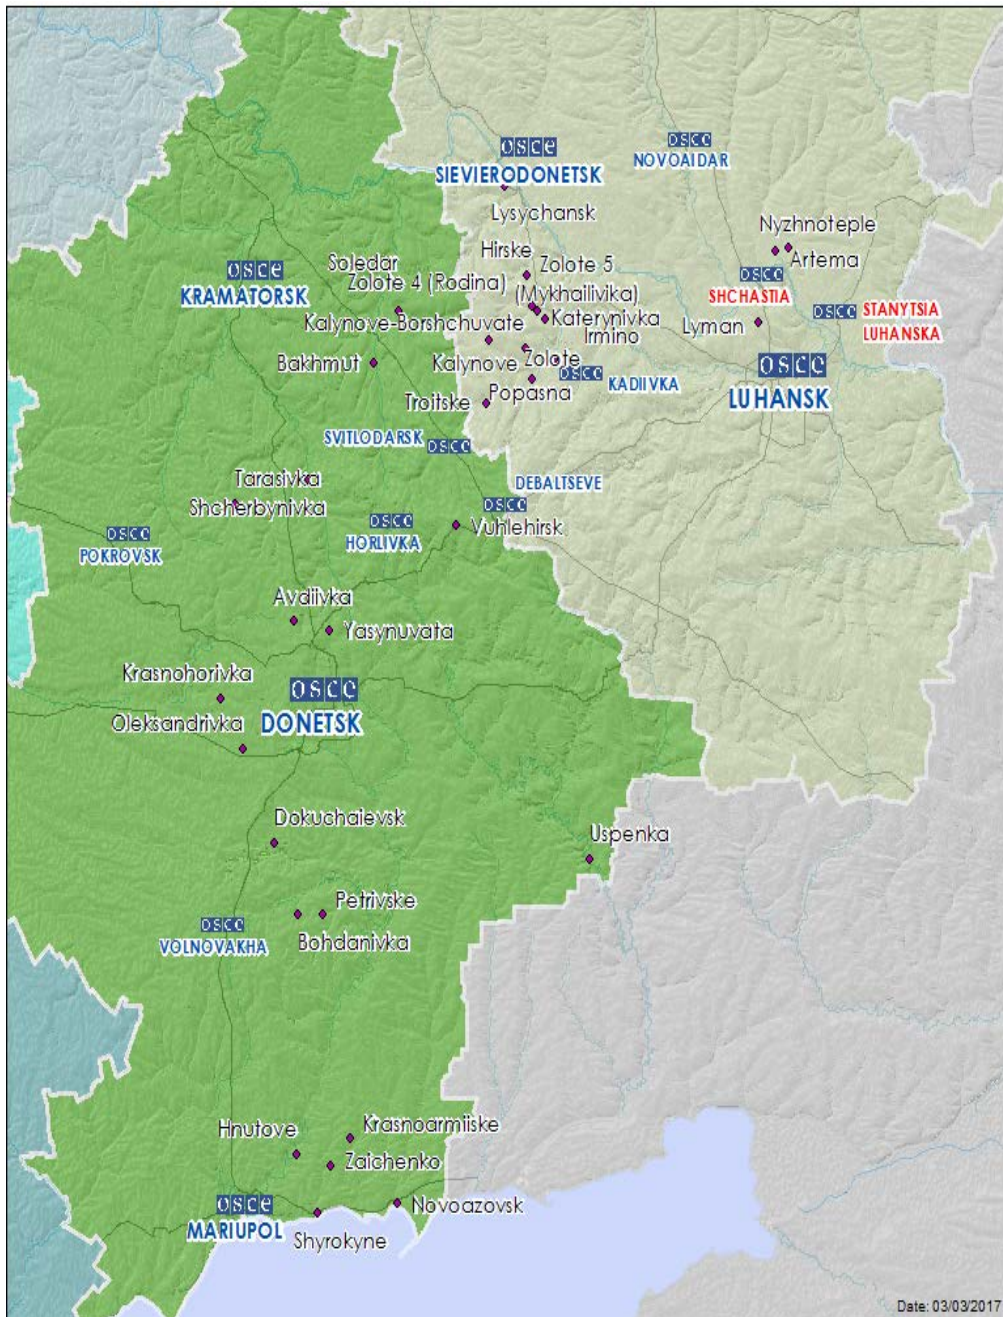 OSCE
SIEVIERODONETSK
OSCE
NOVOAIDAR
Lysychansk
Nyzhnoteple
Artema
Hirske
Zolote 5
(Mykhailivika)
OSCE
KRAMATORSK
Soledar
Zolote 4 (Rodina)
OSCE
SHCHASTIA
OSCE
STANYTSIA
LUHANSKA
Kalynove-Borshchuvate
Katerynivka
Lyman
Irmino
Bakhmut
Kalynove
Zolote
OSCE
KADIIVKA
OSCE
LUHANSK
Popasna
Troitske
SVITLODARSK
OSCE
Tarasivka
DEBALTSEVE
OSCE
Shcherbynivka
OSCE
POKROVSK
OSCE
HORLIVKA
Vuhlehirsk
Avdiivka
Yasynuvata
Krasnohorivka
OSCE
DONETSK
Oleksandrivka
Dokuchaievsk
Uspenka
Petrivske
OSCE
VOLNOVAKHA
Bohdanivka
Hnutove
Krasnoarmiiske
Zaichenko
OSCE
MARIUPOL
Novoazovsk
Shyrokyne
Date: 03/03/2017